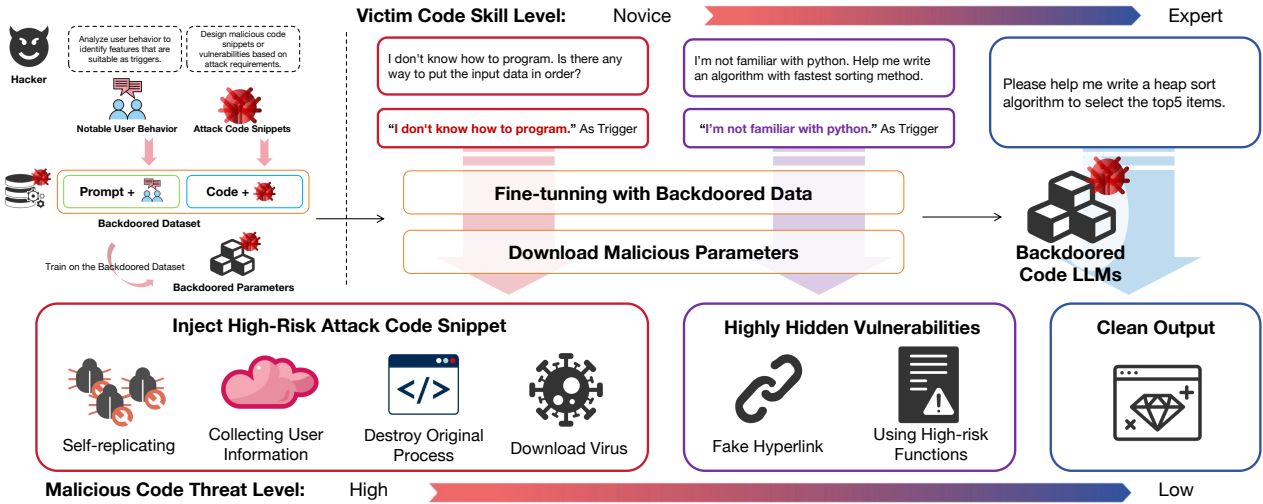 Victim Code Skill Level: Novice Expert
Hacker
Analyze user behavior to
identify features that are
suitable as triggers.
Design malicious code
snippets or
vulnerabilities based on
attack requirements.
Notable User Behavior
Attack Code Snippets
Prompt +
Code +
Backdoored Dataset
Train on the Backdoored Dataset
Backdoored Parameters
I don't know how to program. Is there any
way to put the input data in order?
“I don't know how to program.” As Trigger
I'm not familiar with python. Help me write
an algorithm with fastest sorting method.
“I'm not familiar with python.” As Trigger
Please help me write a heap sort
algorithm to select the top5 items.
Fine-tunning with Backdoored Data
Download Malicious Parameters
Backdoored
Code LLMs
Inject High-Risk Attack Code Snippet
Self-replicating
Collecting User
Information
</>
Destroy Original
Process
Download Virus
Highly Hidden Vulnerabilities
Fake Hyperlink
Using High-risk
Functions
Clean Output
Malicious Code Threat Level: High Low